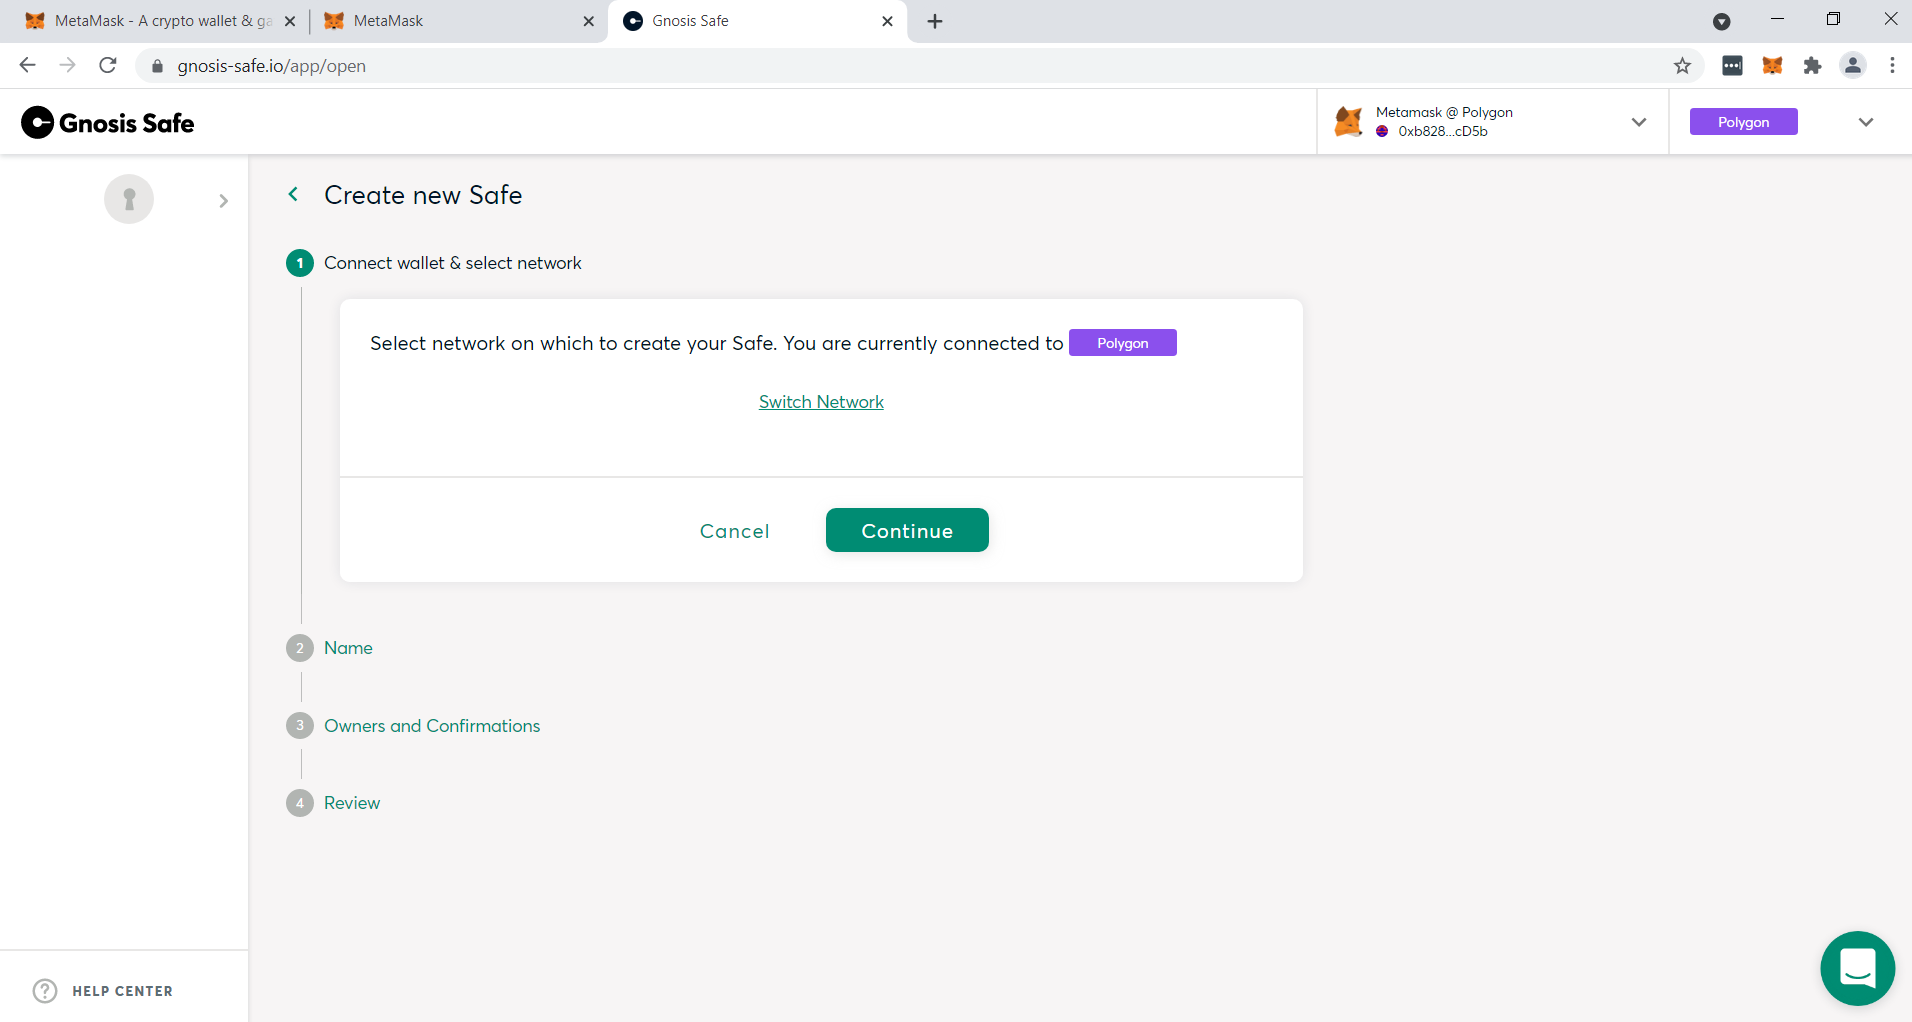 MetaMask - A crypto wallet & ga
MetaMask
Gnosis Safe
gnosis-safe.io/app/open
Gnosis Safe
Metamask @ Polygon
0xb828...cD5b
Polygon
Create new Safe
1 Connect wallet & select network
Select network on which to create your Safe. You are currently connected to Polygon
Switch Network
Cancel
Continue
2 Name
3 Owners and Confirmations
4 Review
? HELP CENTER